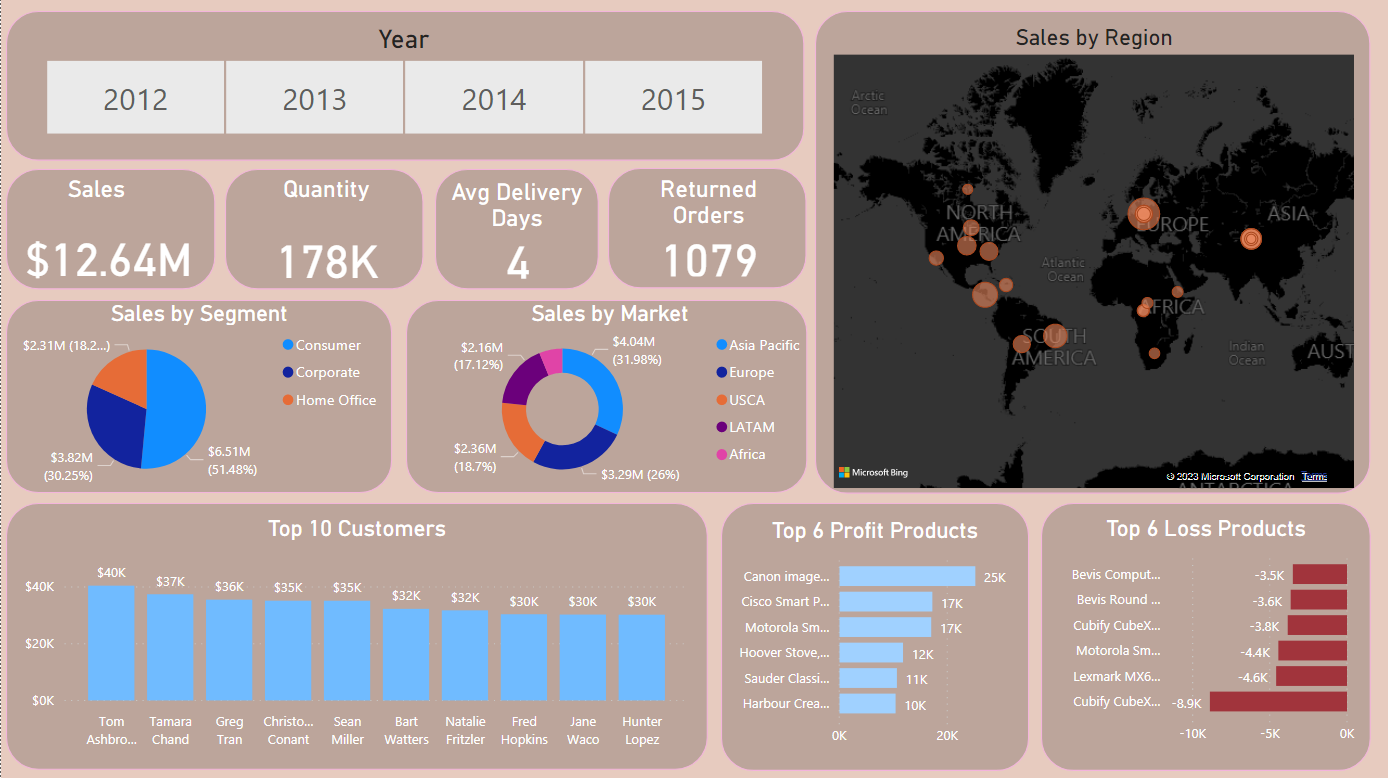 Year
2012
2013
2014
2015
Sales by Region
Arctic
Ocean
NORTH
AMERICA
EUROPE
ASIA
Atlantic
Ocean
AFRICA
SOUTH
AMERICA
Indian
Ocean
AUST
ANTARCTICA
Microsoft Bing
© 2023 Microsoft Corporation Terms
Sales
$12.64M
Quantity
178K
Avg Delivery
Days
4
Returned
Orders
1079
Sales by Segment
$2.31M (18.2...)
$3.82M
(30.25%)
$6.51M
(51.48%)
Consumer
Corporate
Home Office
Sales by Market
$2.16M
(17.12%)
$4.04M
(31.98%)
$2.36M
(18.7%)
$3.29M (26%)
Asia Pacific
Europe
USCA
LATAM
Africa
Top 10 Customers
$40K
$20K
$0K
$40K
$37K
$36K
$35K
$35K
$32K
$32K
$30K
$30K
$30K
Tom
Ashbro...
Tamara
Chand
Greg
Tran
Christo...
Conant
Sean
Miller
Bart
Watters
Natalie
Fritzler
Fred
Hopkins
Jane
Waco
Hunter
Lopez
Top 6 Profit Products
Canon image... 25K
Cisco Smart P... 17K
Motorola Sm... 17K
Hoover Stove,... 12K
Sauder Classi... 11K
Harbour Crea... 10K
0K 20K
Top 6 Loss Products
Bevis Comput... -3.5K
Bevis Round ... -3.6K
Cubify CubeX... -3.8K
Motorola Sm... -4.4K
Lexmark MX6... -4.6K
Cubify CubeX... -8.9K
-10K -5K 0K